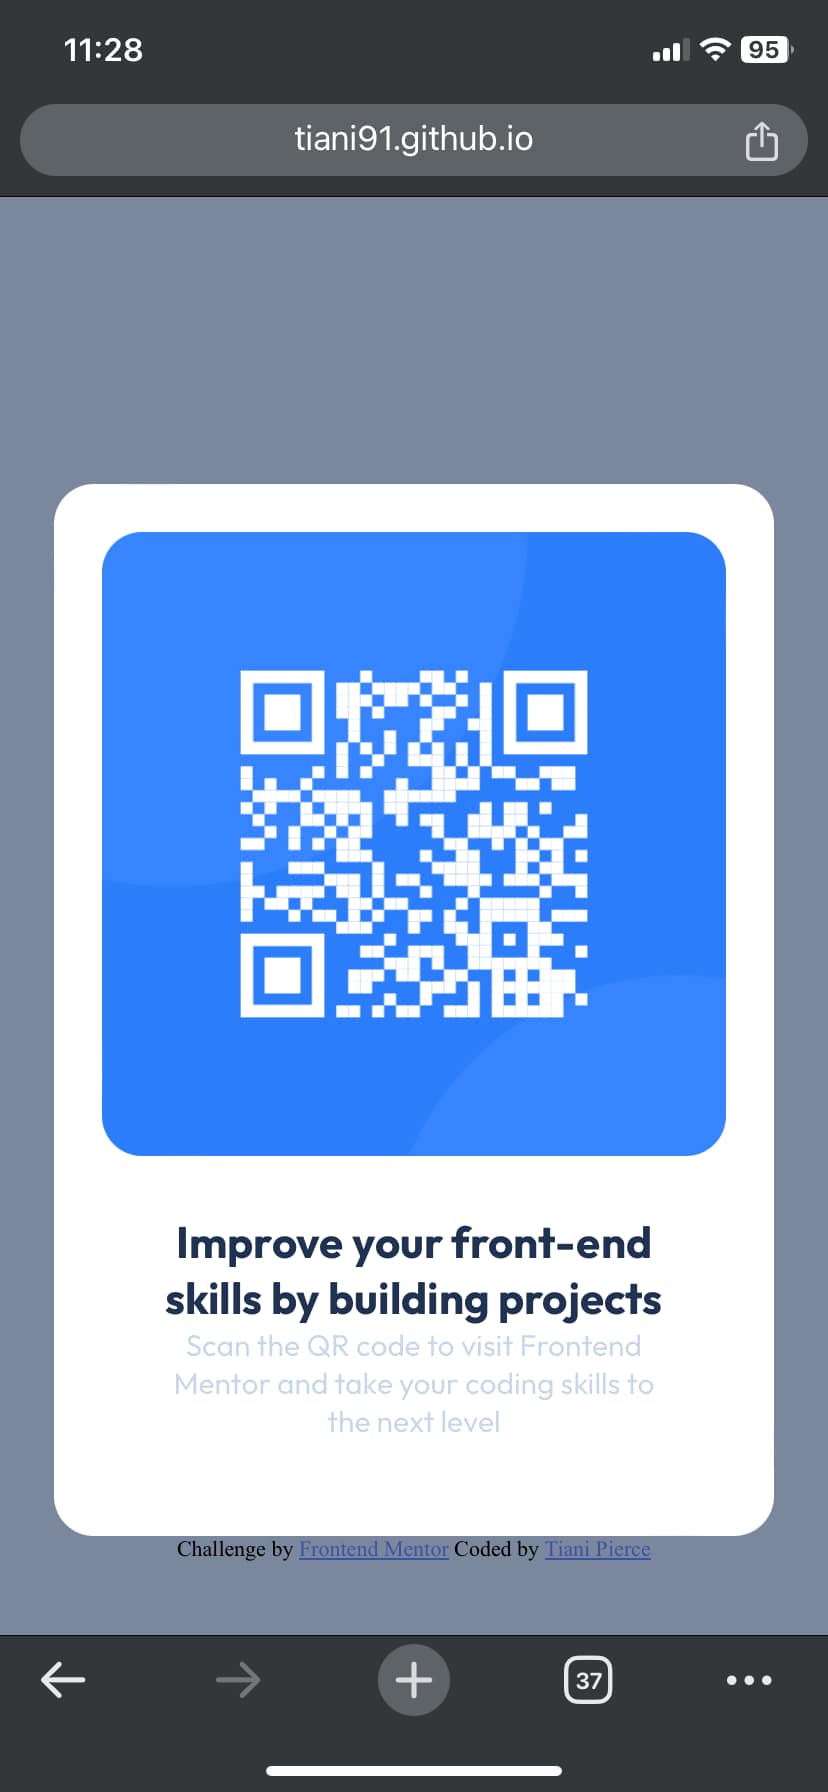 11:28
95
tiani91.github.io
Improve your front-end
skills by building projects
Scan the QR code to visit Frontend
Mentor and take your coding skills to
the next level
Challenge by Frontend Mentor Coded by Tiani Pierce
37